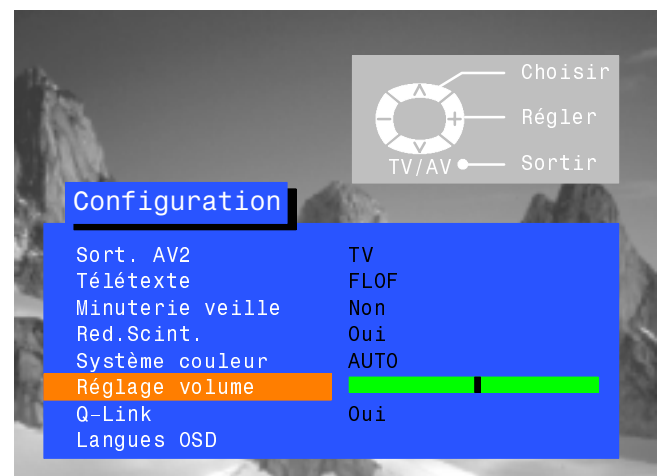 Choisir
Régler
TV/AV Sortir
Configuration
Sort. AV2 TV
Télétexte FLOF
Minuterie veille Non
Red.Scint. Oui
Système couleur AUTO
Réglage volume
Q-Link Oui
Langues OSD